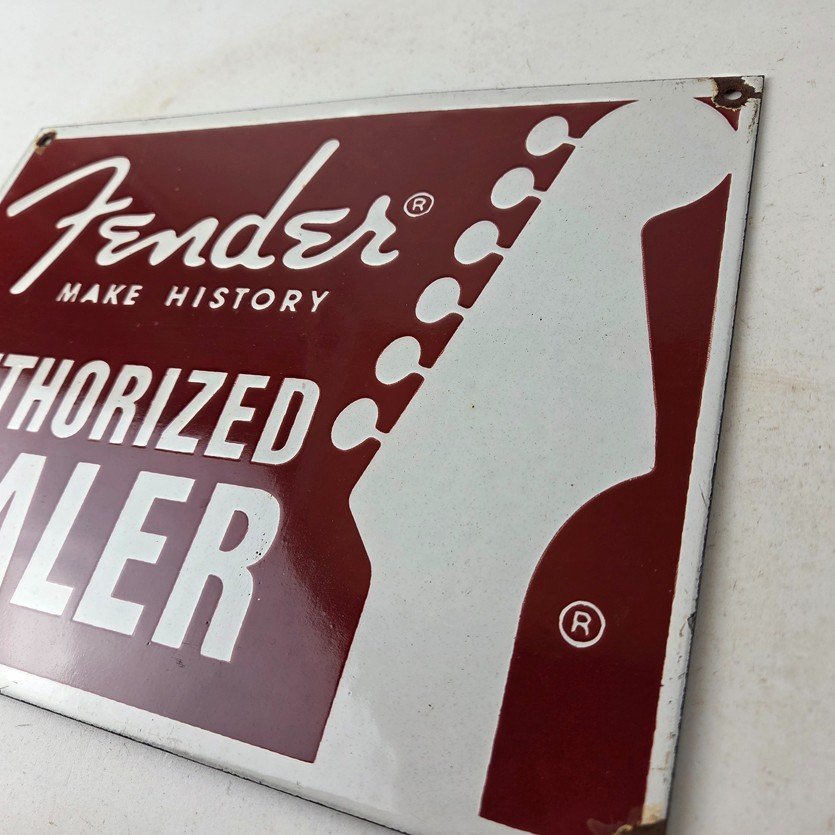 Fender®
MAKE HISTORY
THORIZED
ALER
®